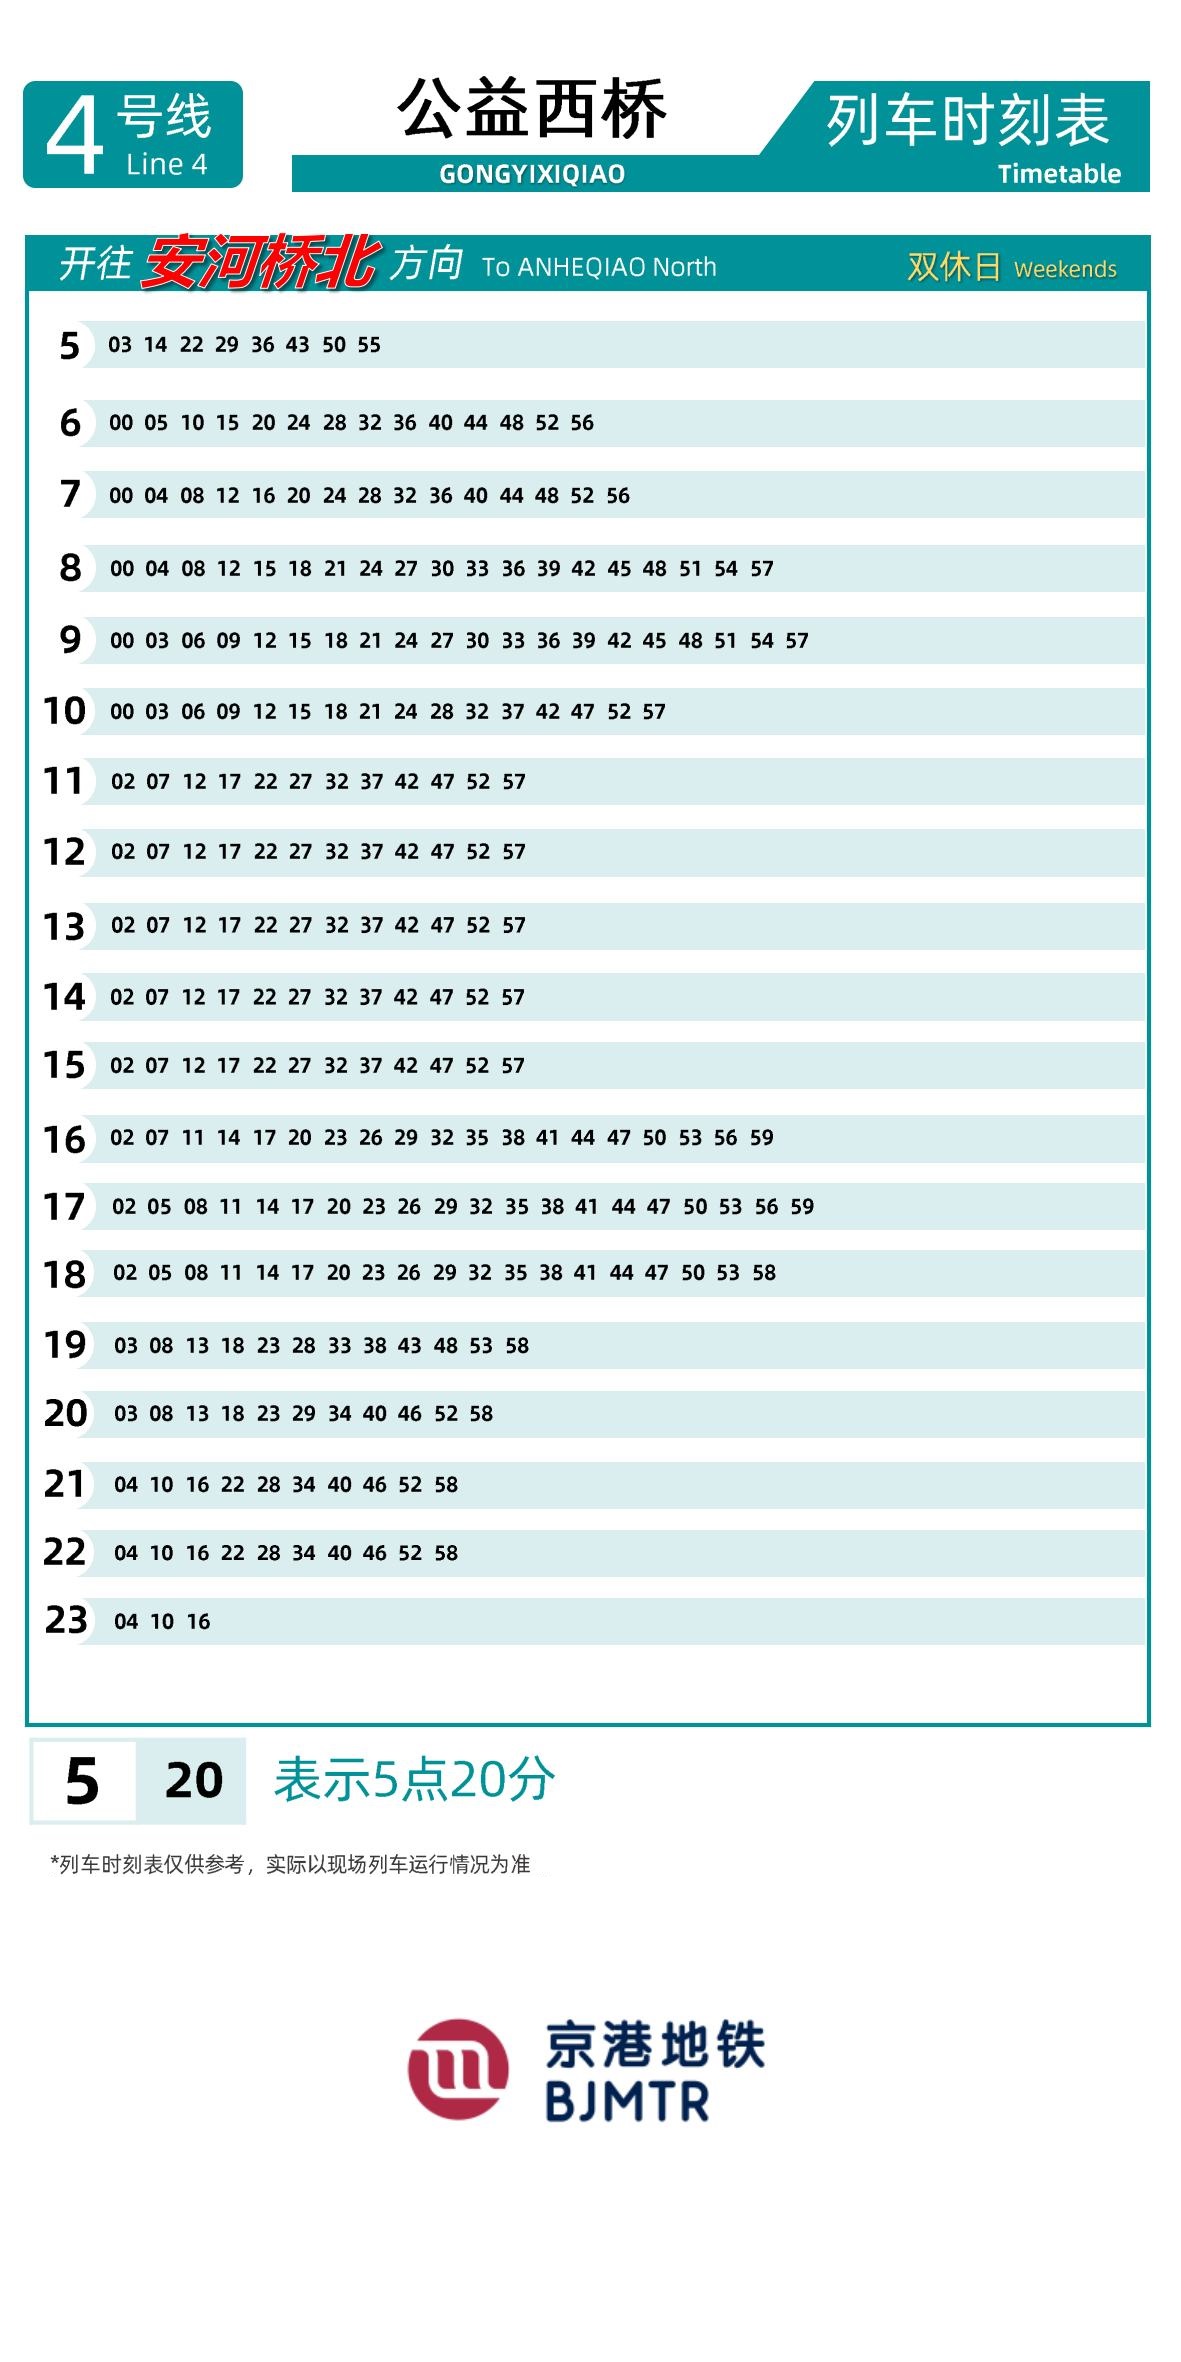 4 号线
Line 4
公益西桥
GONGYIXIQIAO
列车时刻表
Timetable
开往 安河桥北 方向 To ANHEQIAO North 双休日 Weekends
5 03 14 22 29 36 43 50 55
6 00 05 10 15 20 24 28 32 36 40 44 48 52 56
7 00 04 08 12 16 20 24 28 32 36 40 44 48 52 56
8 00 04 08 12 15 18 21 24 27 30 33 36 39 42 45 48 51 54 57
9 00 03 06 09 12 15 18 21 24 27 30 33 36 39 42 45 48 51 54 57
10 00 03 06 09 12 15 18 21 24 28 32 37 42 47 52 57
11 02 07 12 17 22 27 32 37 42 47 52 57
12 02 07 12 17 22 27 32 37 42 47 52 57
13 02 07 12 17 22 27 32 37 42 47 52 57
14 02 07 12 17 22 27 32 37 42 47 52 57
15 02 07 12 17 22 27 32 37 42 47 52 57
16 02 07 11 14 17 20 23 26 29 32 35 38 41 44 47 50 53 56 59
17 02 05 08 11 14 17 20 23 26 29 32 35 38 41 44 47 50 53 56 59
18 02 05 08 11 14 17 20 23 26 29 32 35 38 41 44 47 50 53 58
19 03 08 13 18 23 28 33 38 43 48 53 58
20 03 08 13 18 23 29 34 40 46 52 58
21 04 10 16 22 28 34 40 46 52 58
22 04 10 16 22 28 34 40 46 52 58
23 04 10 16
5 20 表示5点20分
*列车时刻表仅供参考，实际以现场列车运行情况为准
京港地铁
BJMTR